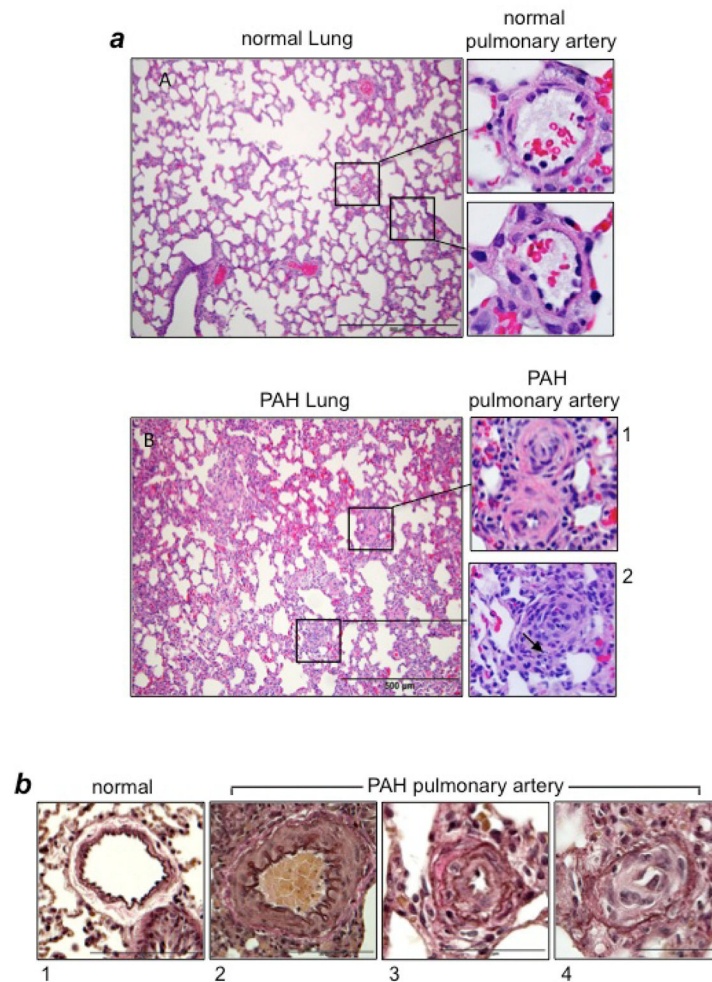 a
normal Lung
normal
pulmonary artery
A
PAH Lung
PAH
pulmonary artery
B
1
2
500 µm
b
normal
PAH pulmonary artery
1
2
3
4